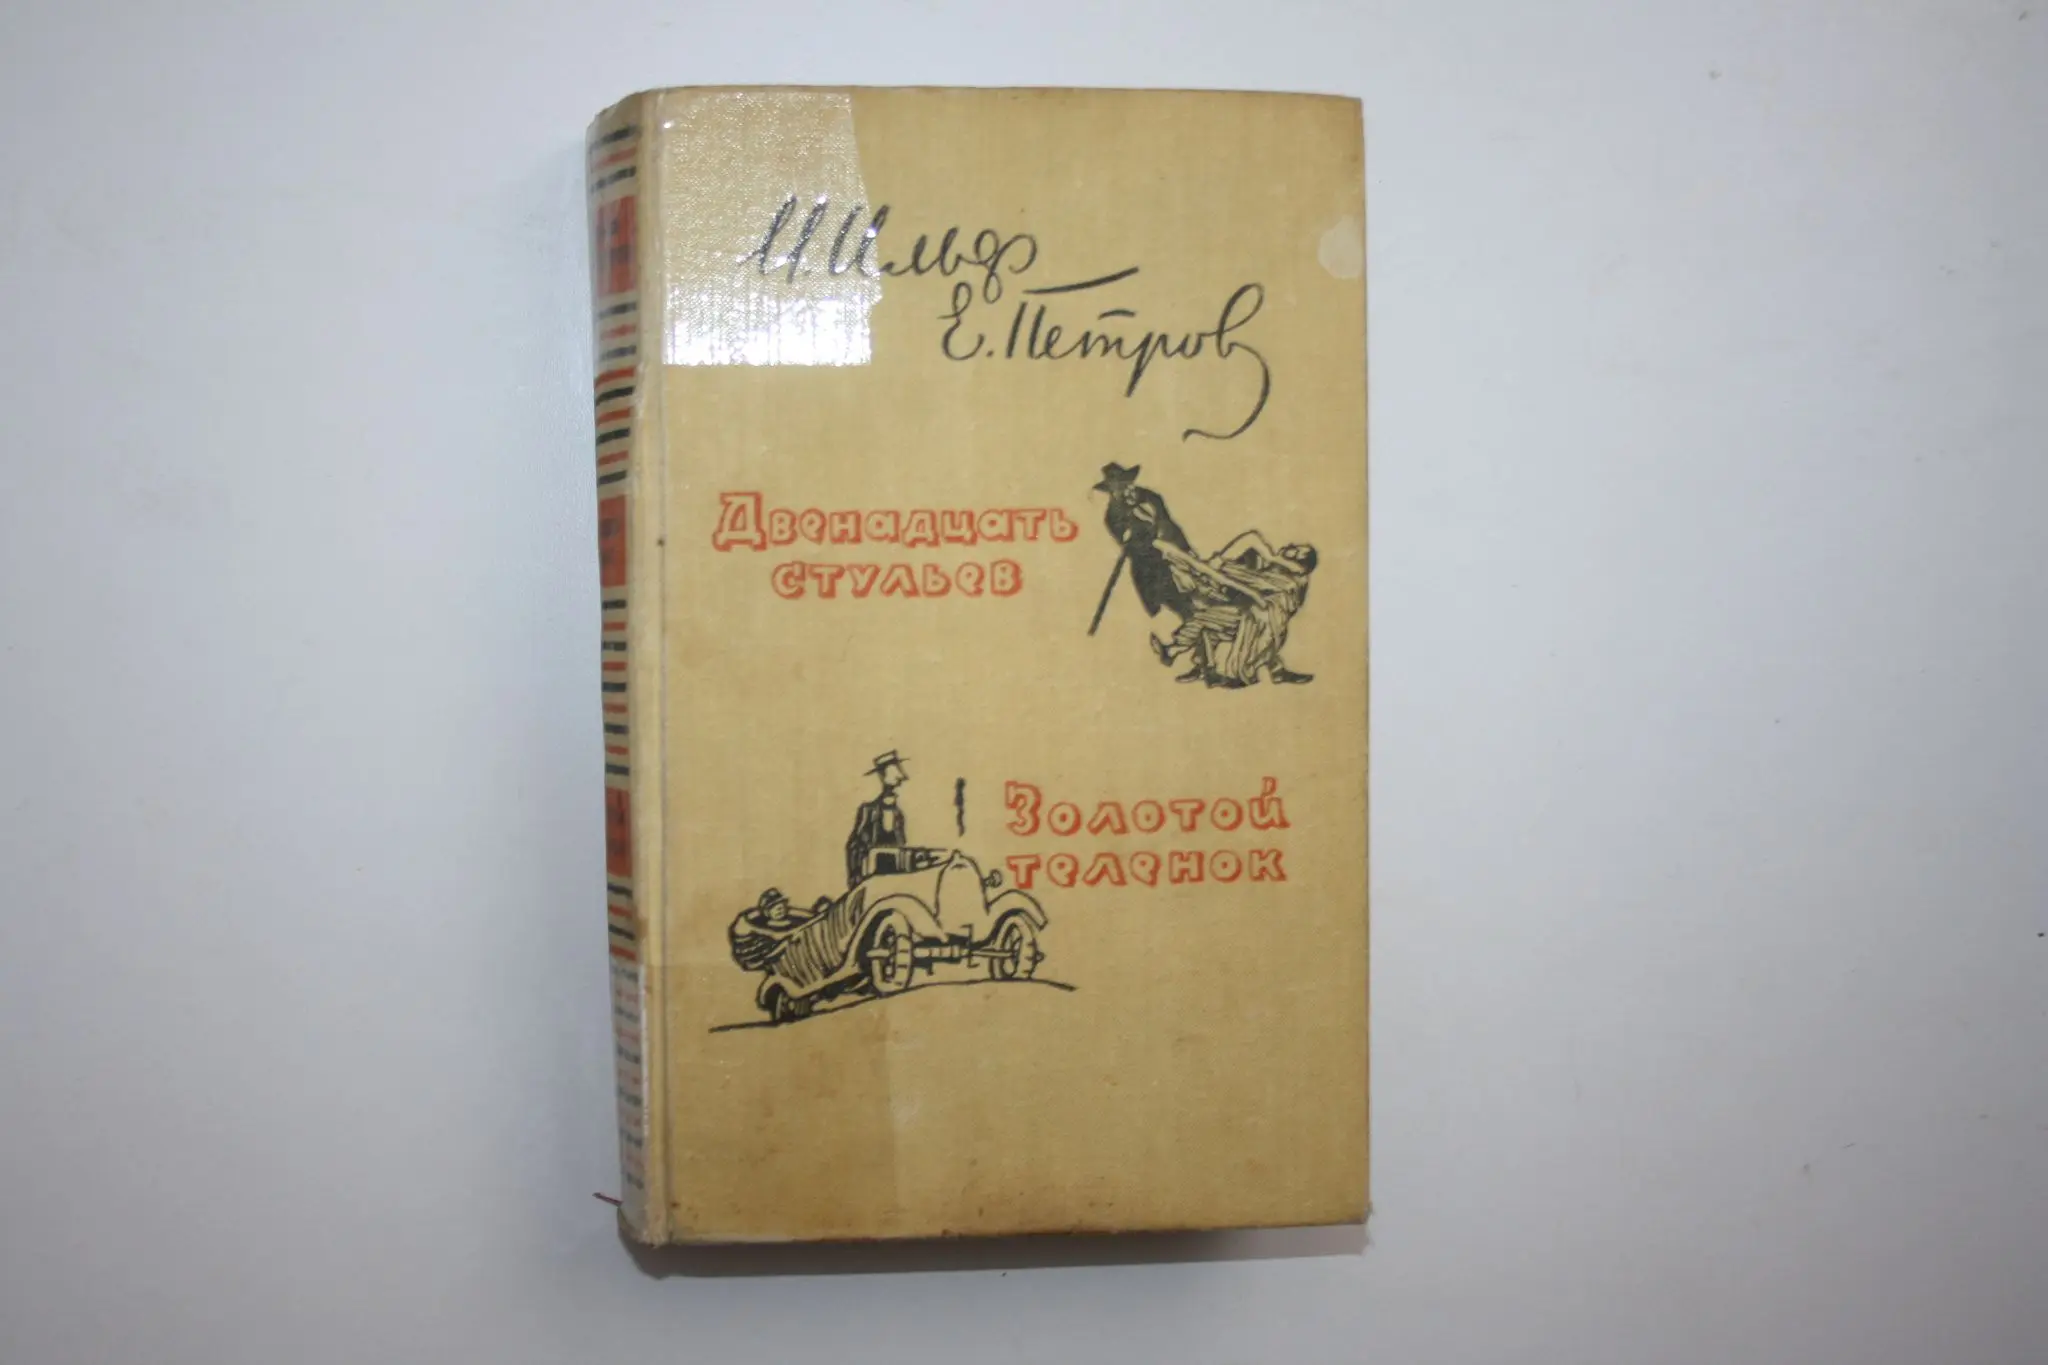 И. Ильф
Е. Петров
Двенадцать
стульев
Золотой
теленок